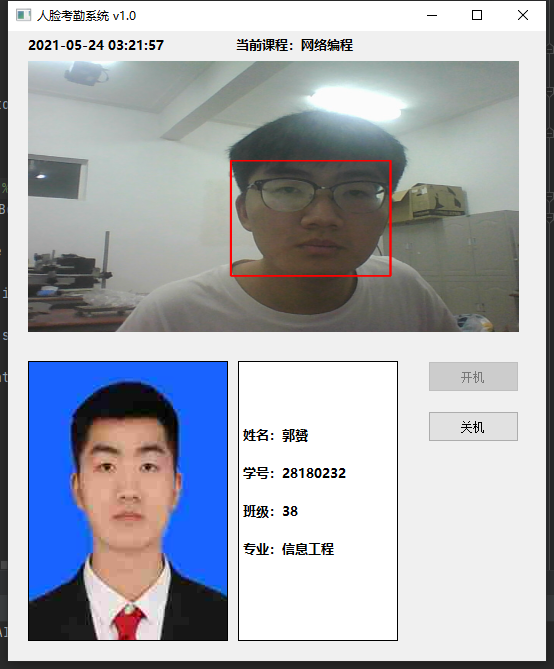 人脸考勤系统 v1.0
2021-05-24 03:21:57 当前课程：网络编程
开机
关机
姓名：郭赟
学号：28180232
班级：38
专业：信息工程